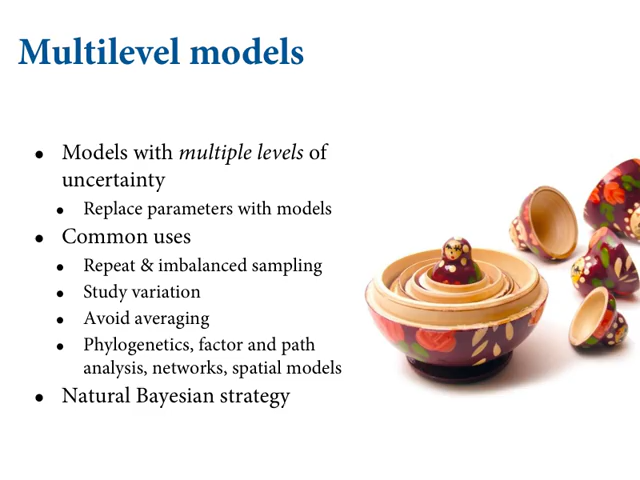 Multilevel models
• Models with multiple levels of
uncertainty
• Replace parameters with models
• Common uses
• Repeat & imbalanced sampling
• Study variation
• Avoid averaging
• Phylogenetics, factor and path
analysis, networks, spatial models
• Natural Bayesian strategy